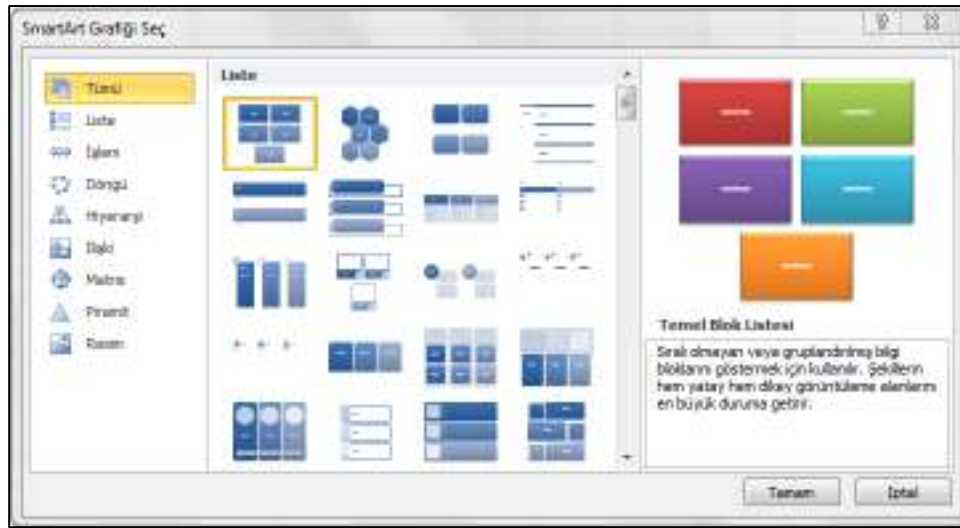 SmartArt Grafiği Seç
Tümü
Liste
İşlem
Döngü
Hiyerarşi
İlişki
Matris
Piramit
Resim
Liste
Temel Blok Listesi
Sıralı olmayan veya gruplandırılmış bilgi
bloklarını göstermek için kullanılır. Şekillerin
hem yatay hem dikey görüntüleme alanlarını
en büyük duruma getirir.
Tamam
İptal